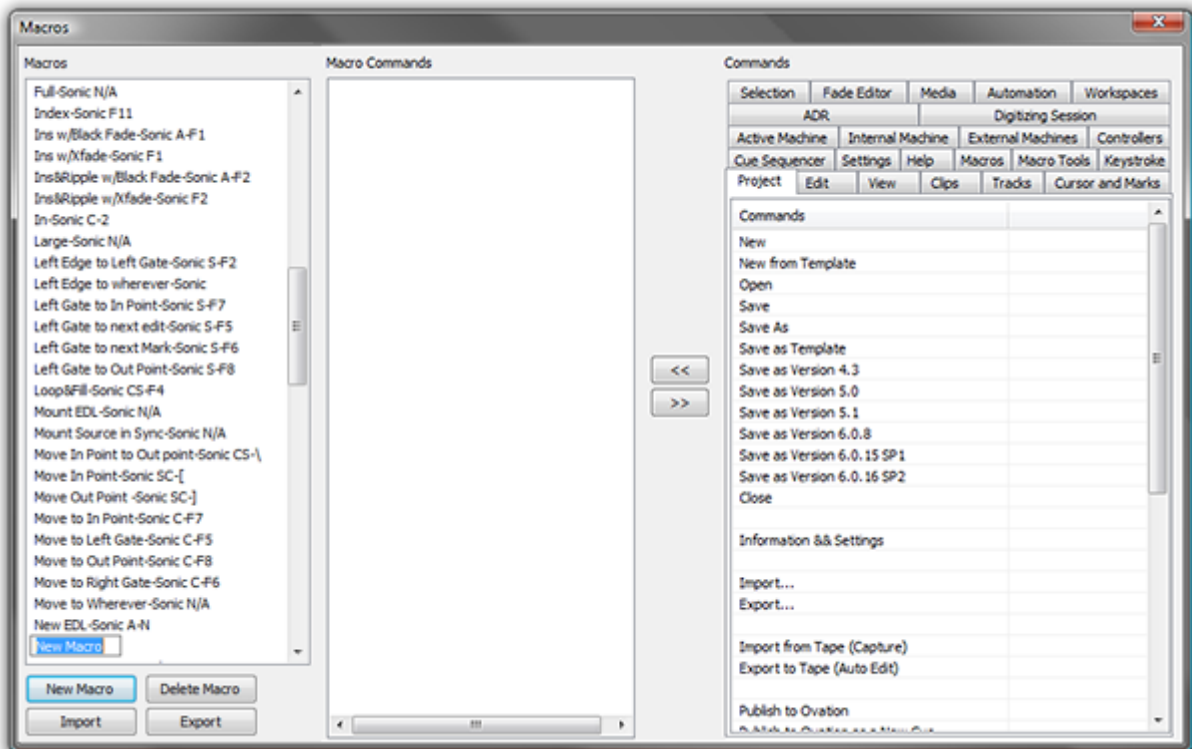 Macros
Macros
Full-Sonic N/A
Index-Sonic F11
Ins w/Black Fade-Sonic A-F1
Ins w/Xfade-Sonic F1
Ins&Ripple w/Black Fade-Sonic A-F2
Ins&Ripple w/Xfade-Sonic F2
In-Sonic C-2
Large-Sonic N/A
Left Edge to Left Gate-Sonic S-F2
Left Edge to wherever-Sonic
Left Gate to In Point-Sonic S-F7
Left Gate to next edit-Sonic S-F5
Left Gate to next Mark-Sonic S-F6
Left Gate to Out Point-Sonic S-F8
Loop&Fill-Sonic CS-F4
Mount EDL-Sonic N/A
Mount Source in Sync-Sonic N/A
Move In Point to Out point-Sonic CS-\
Move In Point-Sonic SC-[
Move Out Point -Sonic SC-]
Move to In Point-Sonic C-F7
Move to Left Gate-Sonic C-F5
Move to Out Point-Sonic C-F8
Move to Right Gate-Sonic C-F6
Move to Wherever-Sonic N/A
New EDL-Sonic A-N
New Macro
New Macro Delete Macro
Import Export
Macro Commands
<<
>>
Commands
Selection Fade Editor Media Automation Workspaces
ADR Digitizing Session
Active Machine Internal Machine External Machines Controllers
Cue Sequencer Settings Help Macros Macro Tools Keystroke
Project Edit View Clips Tracks Cursor and Marks
Commands
New
New from Template
Open
Save
Save As
Save as Template
Save as Version 4.3
Save as Version 5.0
Save as Version 5.1
Save as Version 6.0.8
Save as Version 6.0.15 SP1
Save as Version 6.0.16 SP2
Close
Information && Settings
Import...
Export...
Import from Tape (Capture)
Export to Tape (Auto Edit)
Publish to Ovation
Publish to Ovation as a New Cue